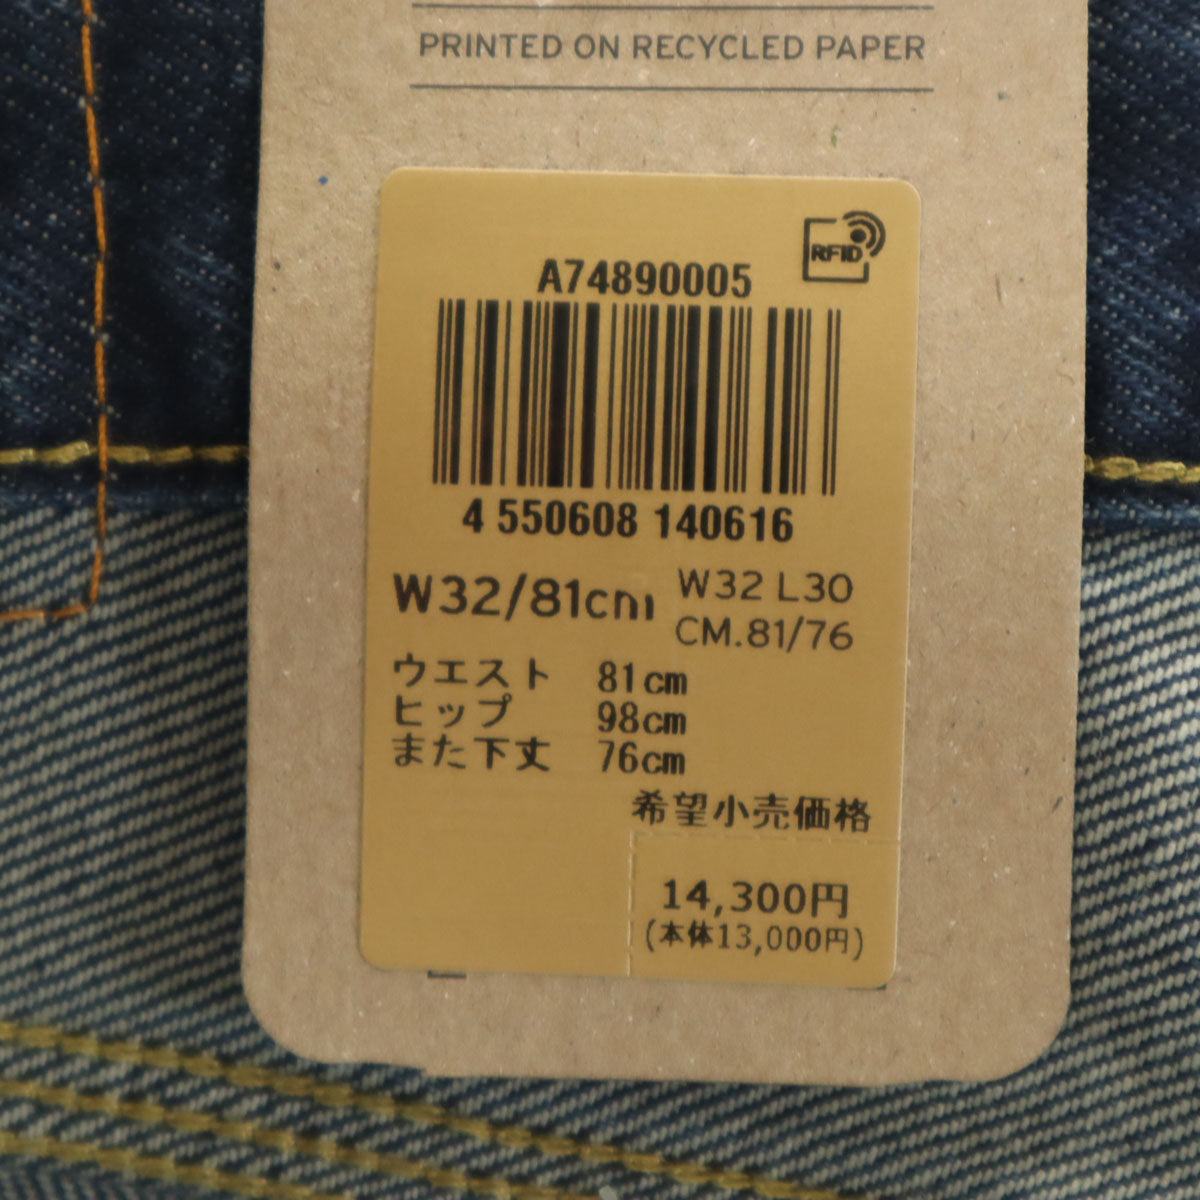 PRINTED ON RECYCLED PAPER
RFID
A74890005
4 550608 140616
W32/81cm
W32 L30
CM.81/76
ウエスト 81cm
ヒップ 98cm
また下丈 76cm
希望小売価格
14,300円
(本体13,000円)